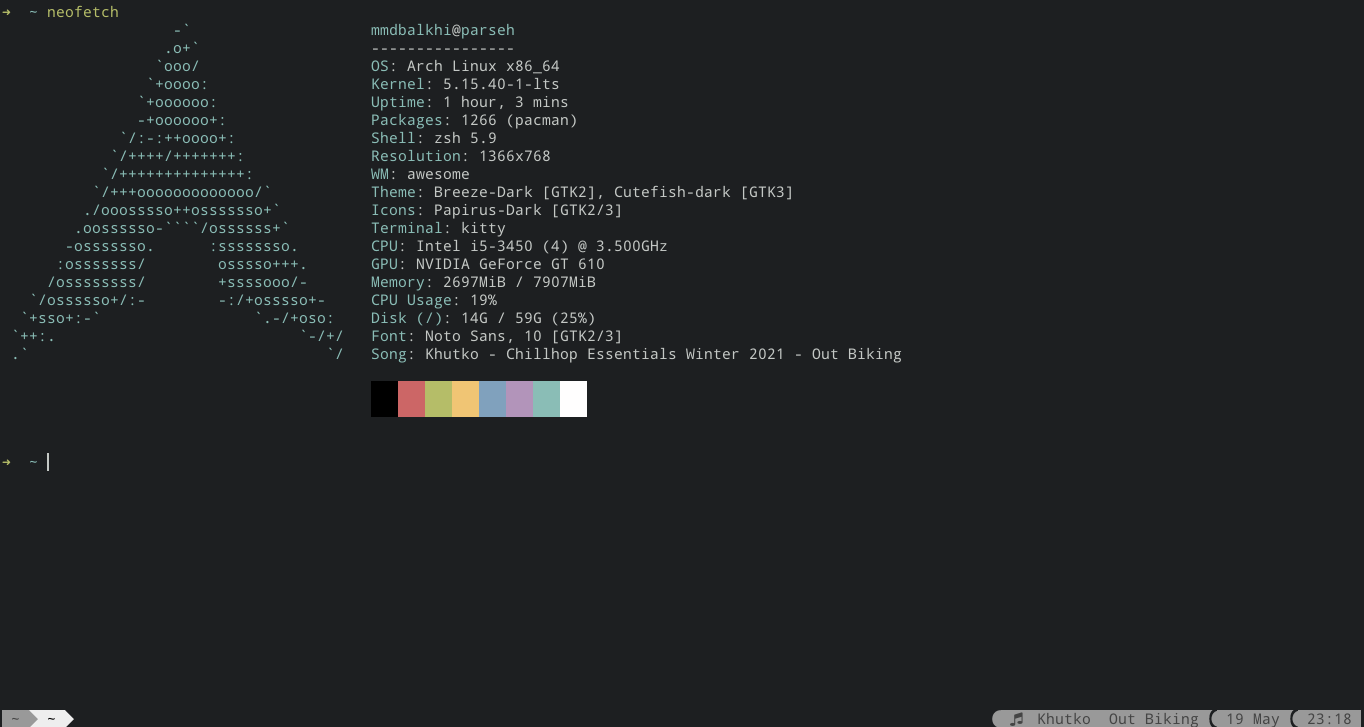 ➜  ~ neofetch
                   -`                    mmdbalkhi@parseh
                  .o+`                   ----------------
                 `ooo/                   OS: Arch Linux x86_64
                `+oooo:                  Kernel: 5.15.40-1-lts
               `+oooooo:                 Uptime: 1 hour, 3 mins
               -+oooooo+:                Packages: 1266 (pacman)
             `/:-:++oooo+:               Shell: zsh 5.9
            `/++++/+++++++:              Resolution: 1366x768
           `/++++++++++++++:             WM: awesome
          `/+++ooooooooooooo/`           Theme: Breeze-Dark [GTK2], Cutefish-dark [GTK3]
         ./ooosssso++osssssso+`          Icons: Papirus-Dark [GTK2/3]
        .oossssso-````/ossssss+`         Terminal: kitty
       -osssssso.      :ssssssso.        CPU: Intel i5-3450 (4) @ 3.500GHz
      :osssssss/        osssso+++.       GPU: NVIDIA GeForce GT 610
     /ossssssss/        +ssssooo/-       Memory: 2697MiB / 7907MiB
   `/ossssso+/:-        -:/+osssso+-     CPU Usage: 19%
  `+sso+:-`                 `.-/+oso:    Disk (/): 14G / 59G (25%)
 `++:.                           `-/+/   Font: Noto Sans, 10 [GTK2/3]
 .`                                 `/   Song: Khutko - Chillhop Essentials Winter 2021 - Out Biking
➜  ~
~ ~ Khutko  Out Biking 19 May 23:18